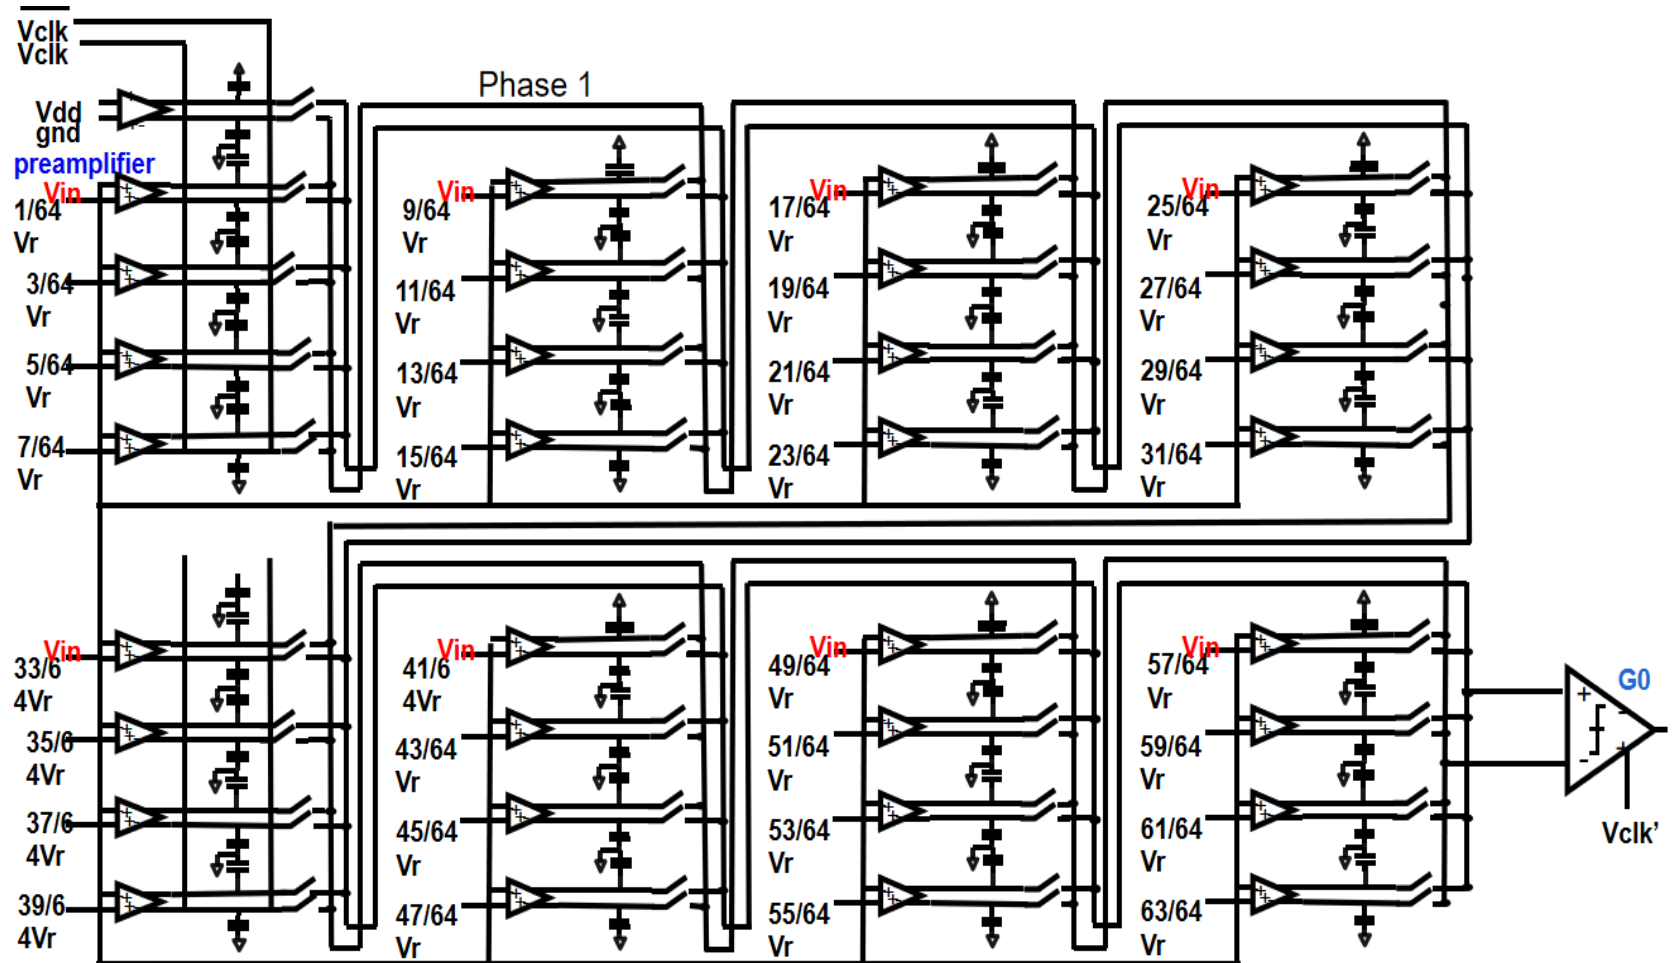 Vclk
Vclk
Phase 1
Vdd
gnd
preamplifier
Vin
1/64
Vr
3/64
Vr
5/64
Vr
7/64
Vr
Vin
9/64
Vr
11/64
Vr
13/64
Vr
15/64
Vr
Vin
17/64
Vr
19/64
Vr
21/64
Vr
23/64
Vr
Vin
25/64
Vr
27/64
Vr
29/64
Vr
31/64
Vr
Vin
33/6
4Vr
35/6
4Vr
37/6
4Vr
39/6
4Vr
Vin
41/6
4Vr
43/64
Vr
45/64
Vr
47/64
Vr
Vin
49/64
Vr
51/64
Vr
53/64
Vr
55/64
Vr
Vin
57/64
Vr
59/64
Vr
61/64
Vr
63/64
Vr
G0
Vclk’